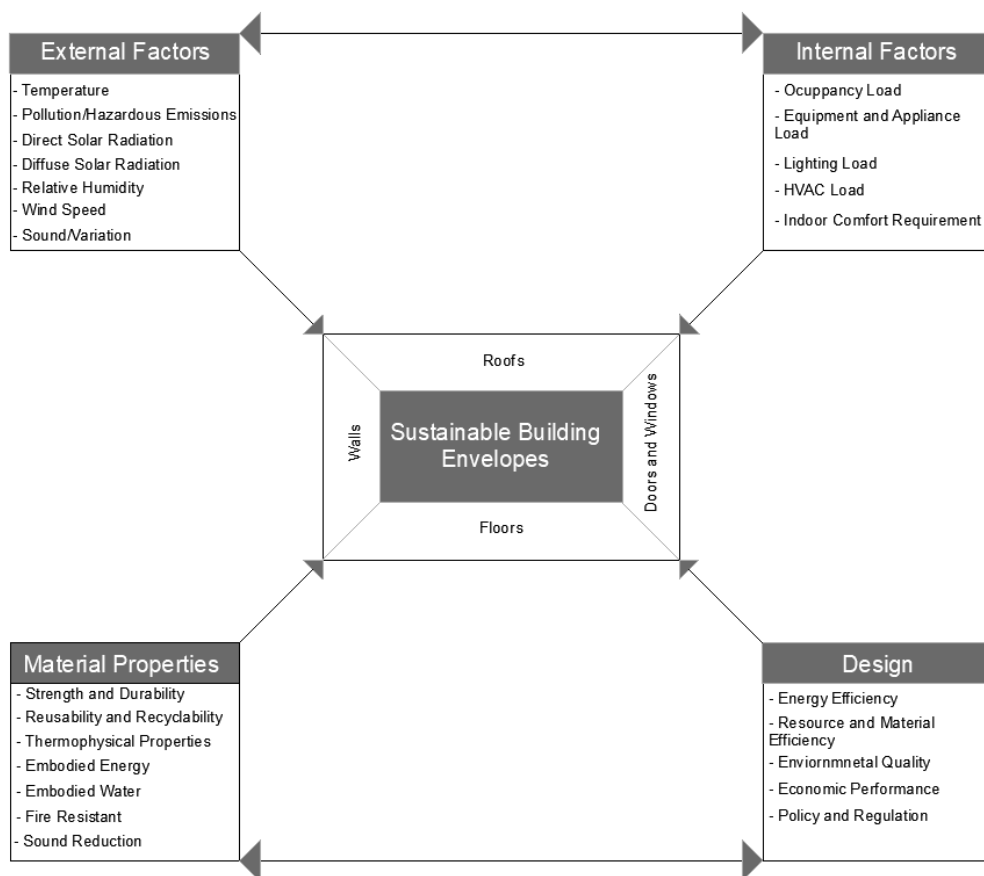 External Factors
- Temperature
- Pollution/Hazardous Emissions
- Direct Solar Radiation
- Diffuse Solar Radiation
- Relative Humidity
- Wind Speed
- Sound/Variation
Internal Factors
- Ocuppancy Load
- Equipment and Appliance
Load
- Lighting Load
- HVAC Load
- Indoor Comfort Requirement
Roofs
Walls
Sustainable Building
Envelopes
Doors and Windows
Floors
Material Properties
- Strength and Durability
- Reusability and Recyclability
- Thermophysical Properties
- Embodied Energy
- Embodied Water
- Fire Resistant
- Sound Reduction
Design
- Energy Efficiency
- Resource and Material
Efficiency
- Enviornmnetal Quality
- Economic Performance
- Policy and Regulation